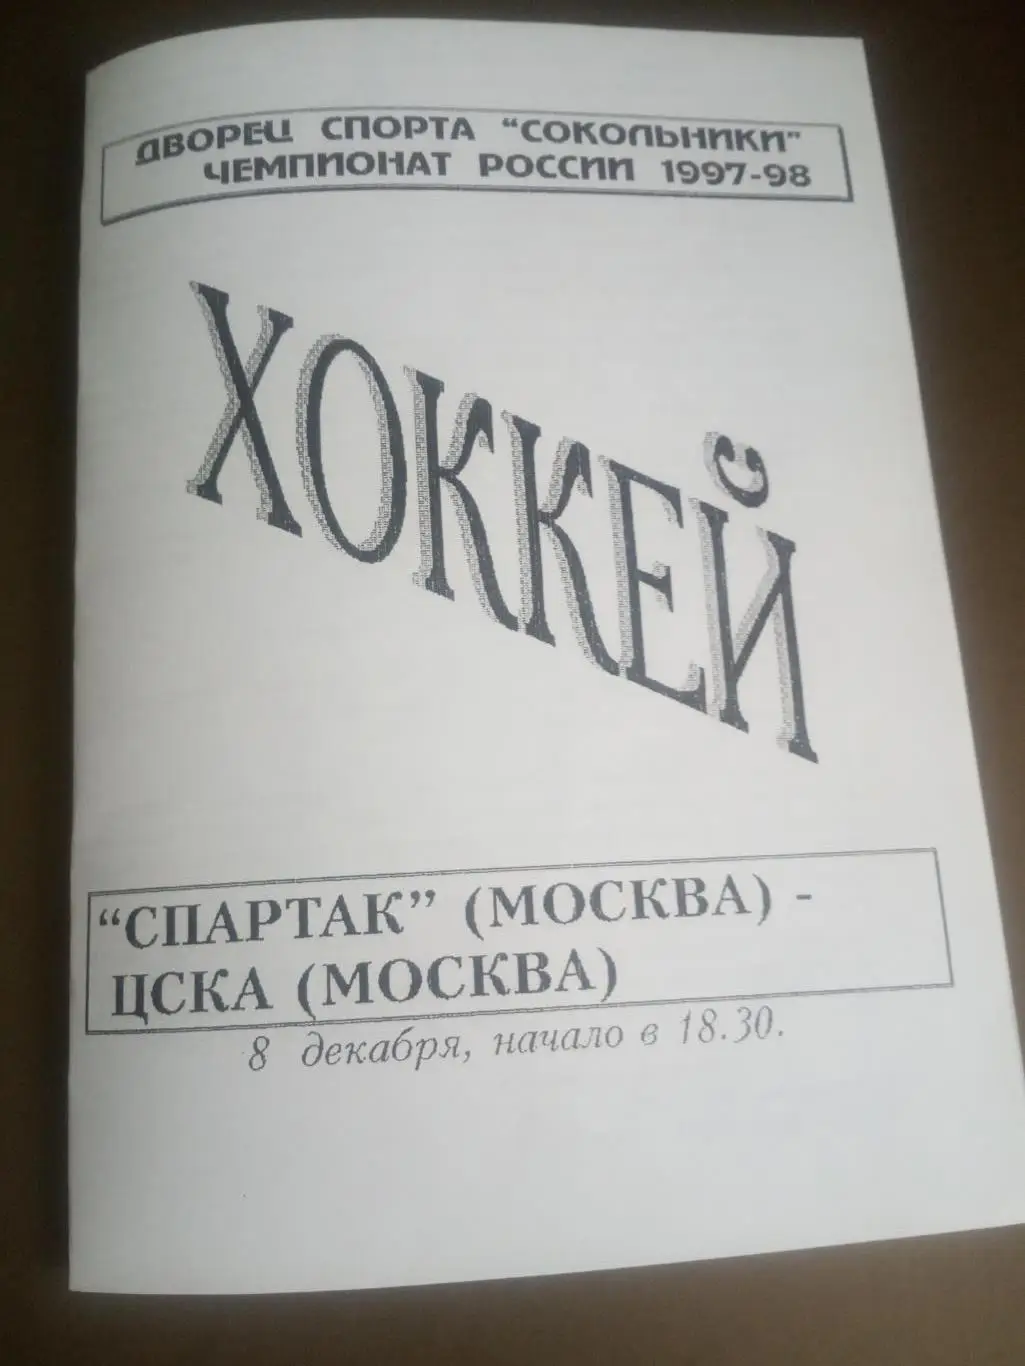 ДВОРЕЦ СПОРТА "СОКОЛЬНИКИ"
ЧЕМПИОНАТ РОССИИ 1997-98
ХОККЕЙ
“СПАРТАК” (МОСКВА) -
ЦСКА (МОСКВА)
8 декабря, начало в 18.30.